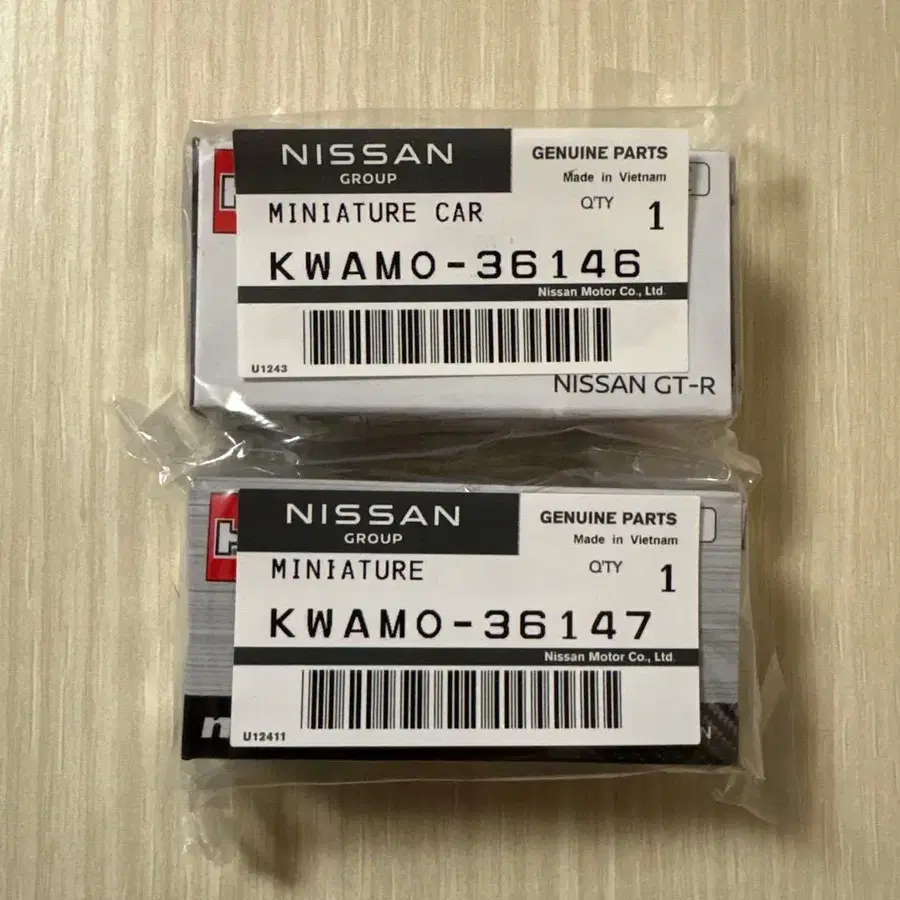 NISSAN
GROUP
GENUINE PARTS
Made in Vietnam
MINIATURE CAR
Q'TY 1
KWAMO-36146
Nissan Motor Co., Ltd.
U1243
NISSAN GT-R
NISSAN
GROUP
GENUINE PARTS
Made in Vietnam
MINIATURE
Q'TY 1
KWAMO-36147
Nissan Motor Co., Ltd.
U12411